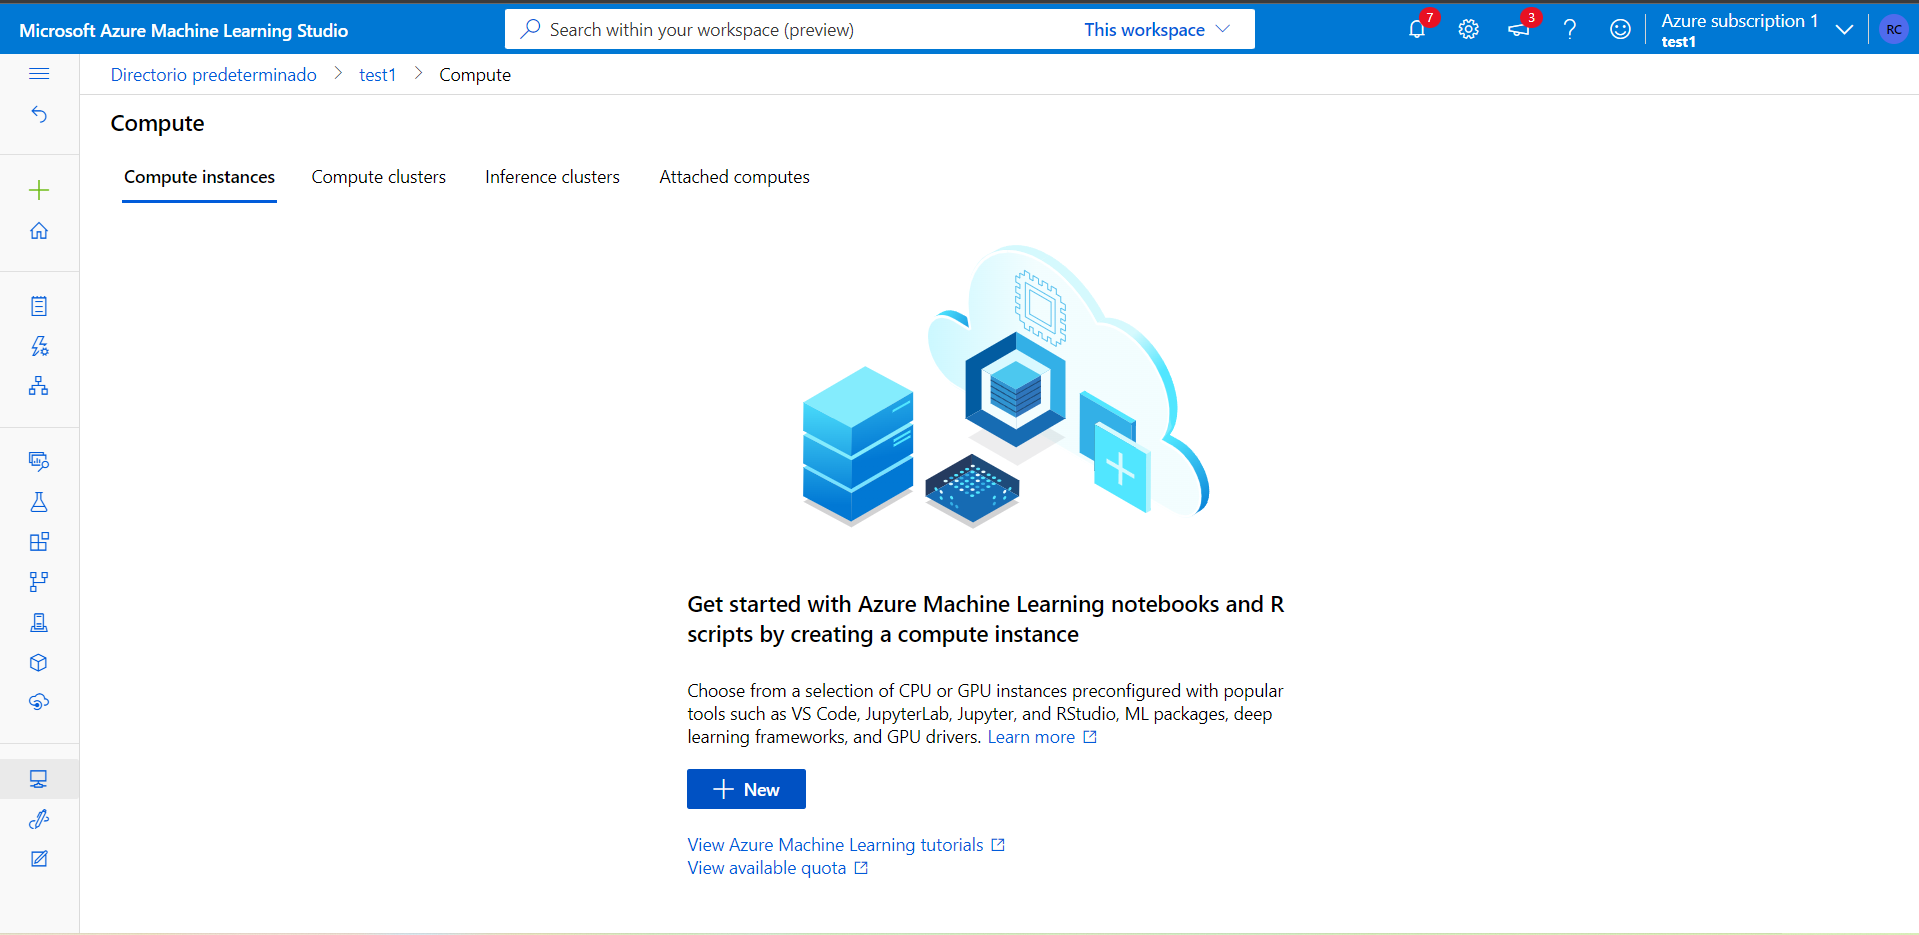 Microsoft Azure Machine Learning Studio
Search within your workspace (preview)
This workspace
7
3
Azure subscription 1
test1
RC
Directorio predeterminado > test1 > Compute
Compute
Compute instances
Compute clusters
Inference clusters
Attached computes
Get started with Azure Machine Learning notebooks and R
scripts by creating a compute instance
Choose from a selection of CPU or GPU instances preconfigured with popular
tools such as VS Code, JupyterLab, Jupyter, and RStudio, ML packages, deep
learning frameworks, and GPU drivers. Learn more
New
View Azure Machine Learning tutorials
View available quota